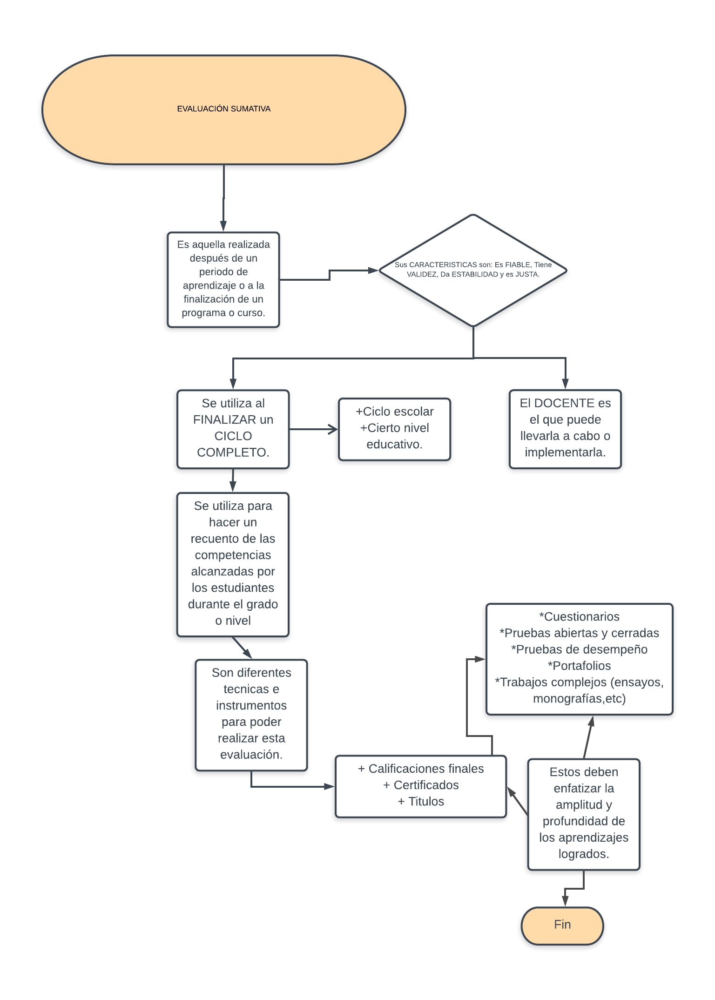 EVALUACIÓN SUMATIVA
Es aquella realizada
después de un
periodo de
aprendizaje o a la
finalización de un
programa o curso.
Sus CARACTERISTICAS son: Es FIABLE, Tiene
VALIDEZ, Da ESTABILIDAD y es JUSTA.
Se utiliza al
FINALIZAR un
CICLO
COMPLETO.
+Ciclo escolar
+Cierto nivel
educativo.
El DOCENTE es
el que puede
llevarla a cabo o
implementarla.
Se utiliza para
hacer un
recuento de las
competencias
alcanzadas por
los estudiantes
durante el grado
o nivel
Son diferentes
tecnicas e
instrumentos
para poder
realizar esta
evaluación.
+ Calificaciones finales
+ Certificados
+ Titulos
*Cuestionarios
*Pruebas abiertas y cerradas
*Pruebas de desempeño
*Portafolios
*Trabajos complejos (ensayos,
monografías,etc)
Estos deben
enfatizar la
amplitud y
profundidad de
los aprendizajes
logrados.
Fin